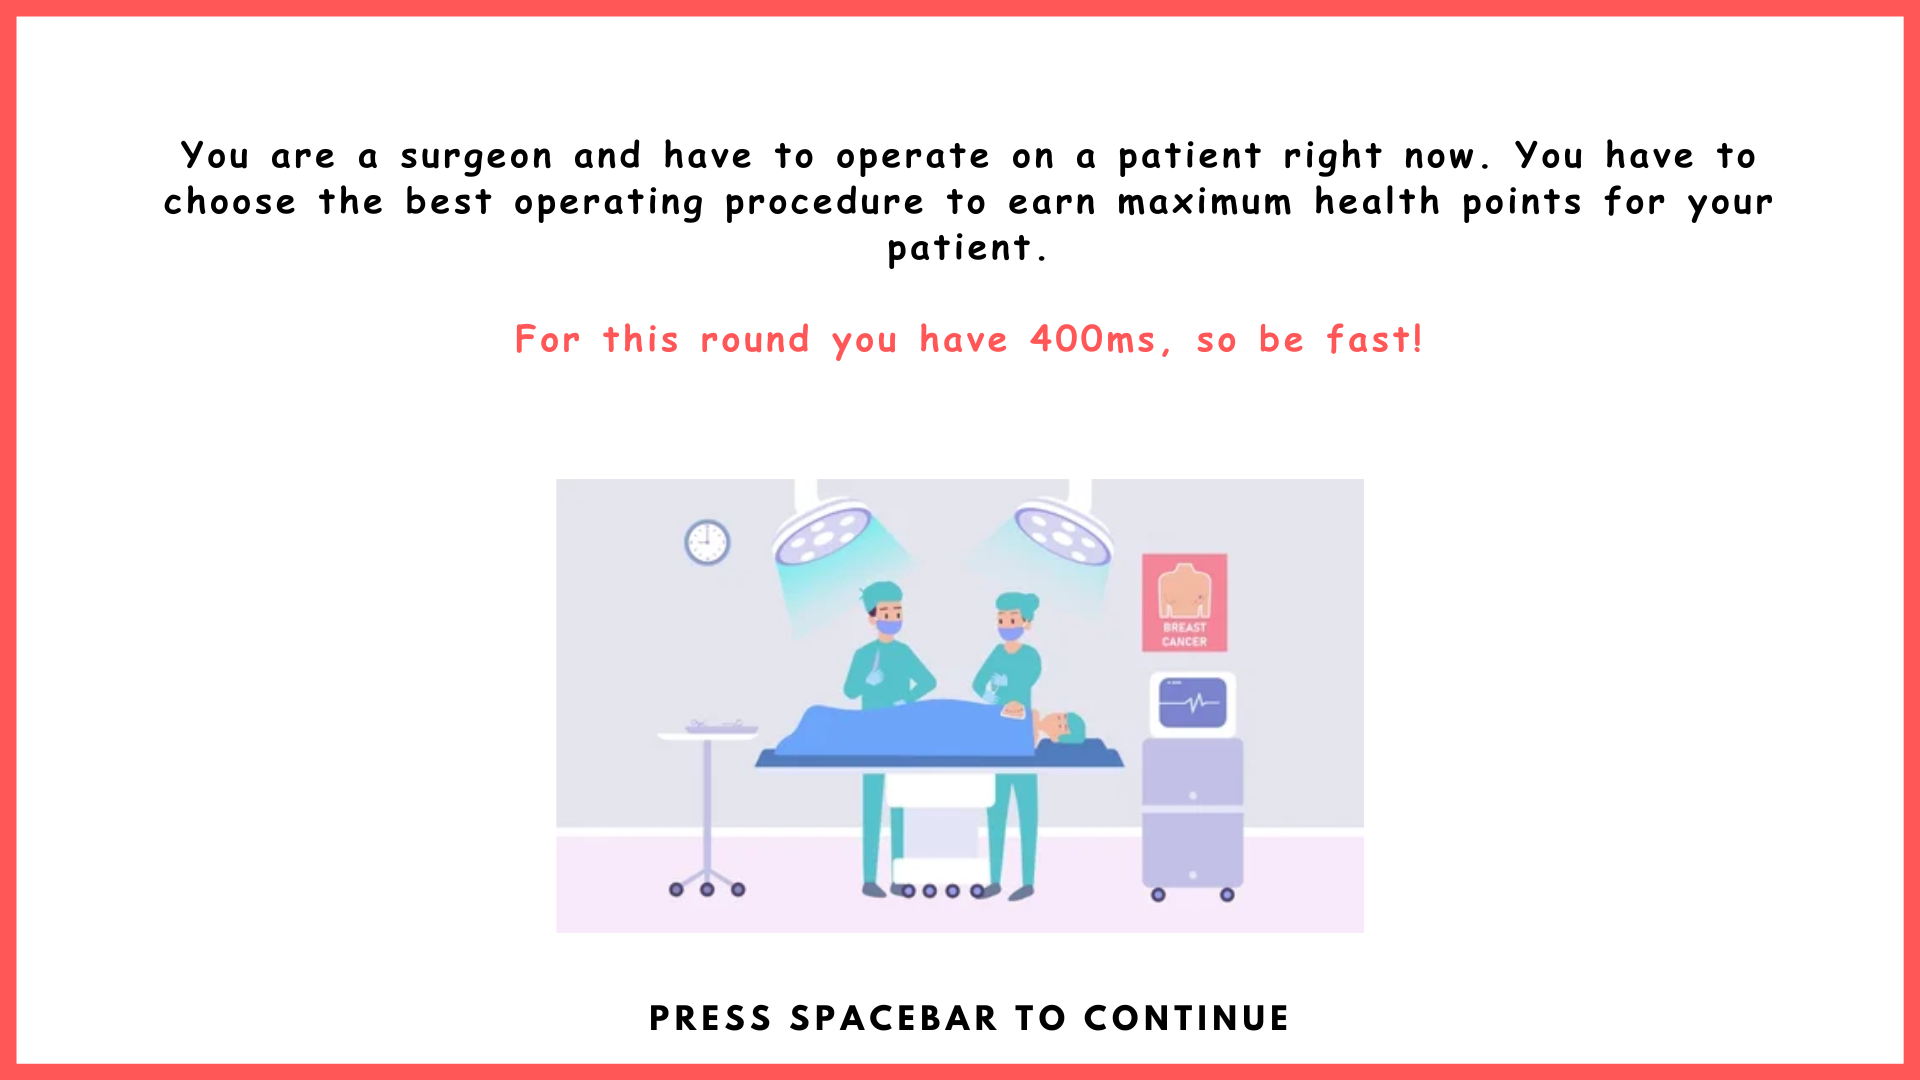 You are a surgeon and have to operate on a patient right now. You have to
choose the best operating procedure to earn maximum health points for your
patient.
For this round you have 400ms, so be fast!
BREAST
CANCER
PRESS SPACEBAR TO CONTINUE